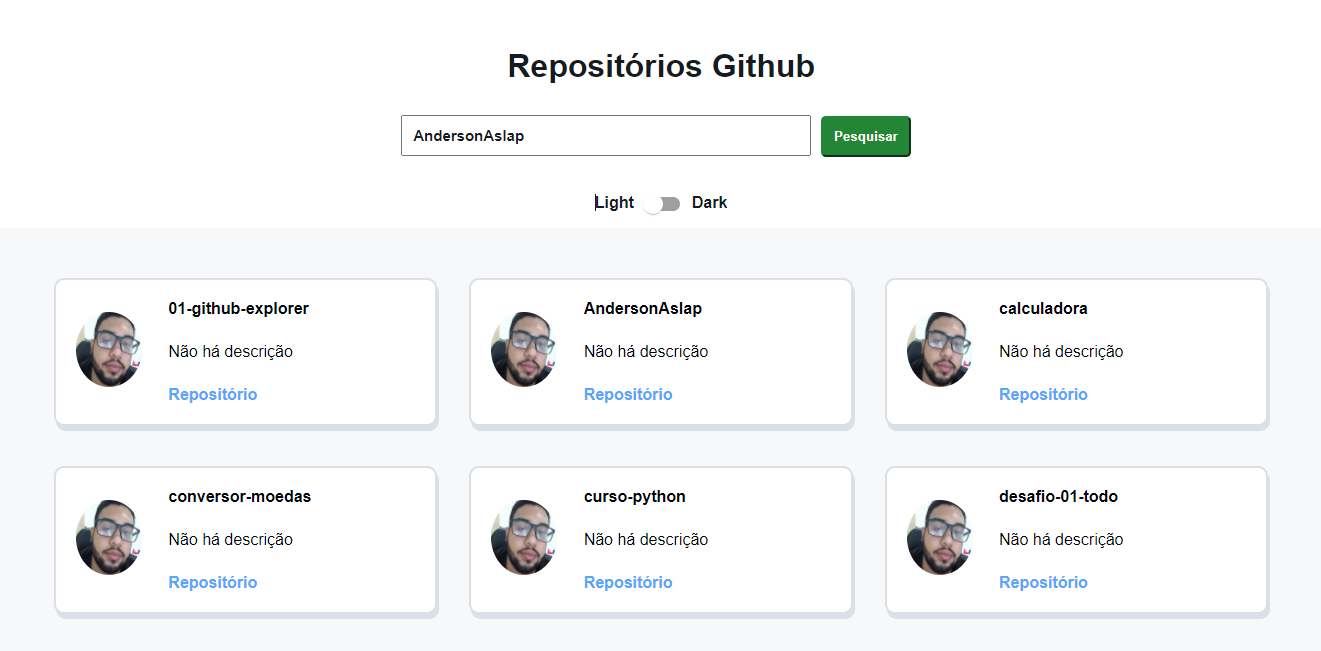 Repositórios Github
AndersonAslap
Pesquisar
Light Dark
01-github-explorer
Não há descrição
Repositório
AndersonAslap
Não há descrição
Repositório
calculadora
Não há descrição
Repositório
conversor-moedas
Não há descrição
Repositório
curso-python
Não há descrição
Repositório
desafio-01-todo
Não há descrição
Repositório